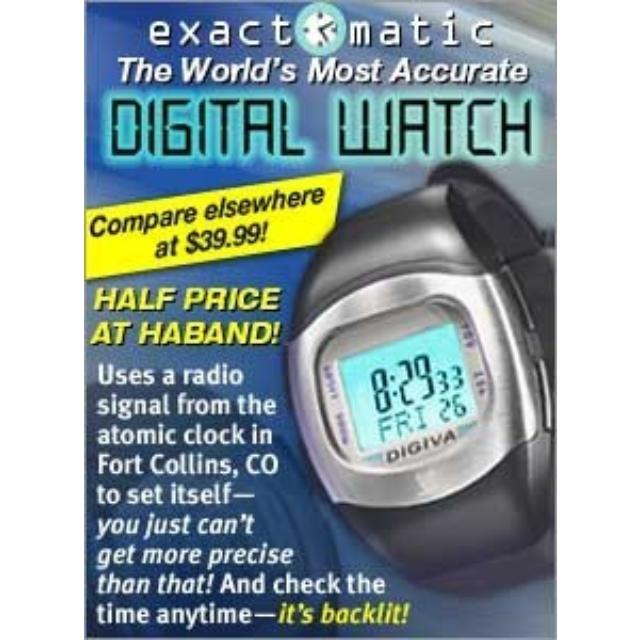 exact matic
The World's Most Accurate
DIGITAL WATCH
Compare elsewhere
at $39.99!
HALF PRICE
AT HABAND!
Uses a radio
signal from the
atomic clock in
Fort Collins, CO
to set itself—
you just can't
get more precise
than that! And check the
time anytime—it's backlit!
8:29 33
FRI 26
DIGIVA